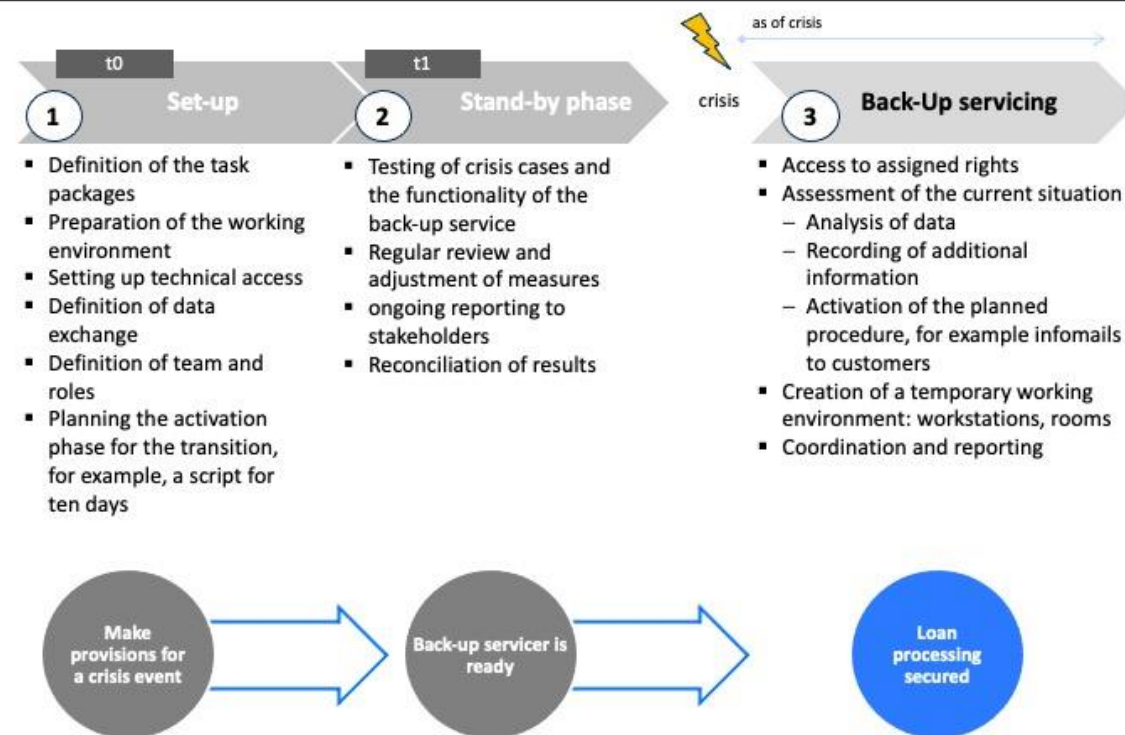 as of crisis
t0
t1
1
Set-up
2
Stand-by phase
crisis
3
Back-Up servicing
▪ Definition of the task
packages
▪ Preparation of the working
environment
▪ Setting up technical access
▪ Definition of data
exchange
▪ Definition of team and
roles
▪ Planning the activation
phase for the transition,
for example, a script for
ten days
▪ Testing of crisis cases and
the functionality of the
back-up service
▪ Regular review and
adjustment of measures
▪ ongoing reporting to
stakeholders
▪ Reconciliation of results
▪ Access to assigned rights
▪ Assessment of the current situation
– Analysis of data
– Recording of additional
information
– Activation of the planned
procedure, for example infomails
to customers
▪ Creation of a temporary working
environment: workstations, rooms
▪ Coordination and reporting
Make
provisions for
a crisis event
Back-up servicer is
ready
Loan
processing
secured